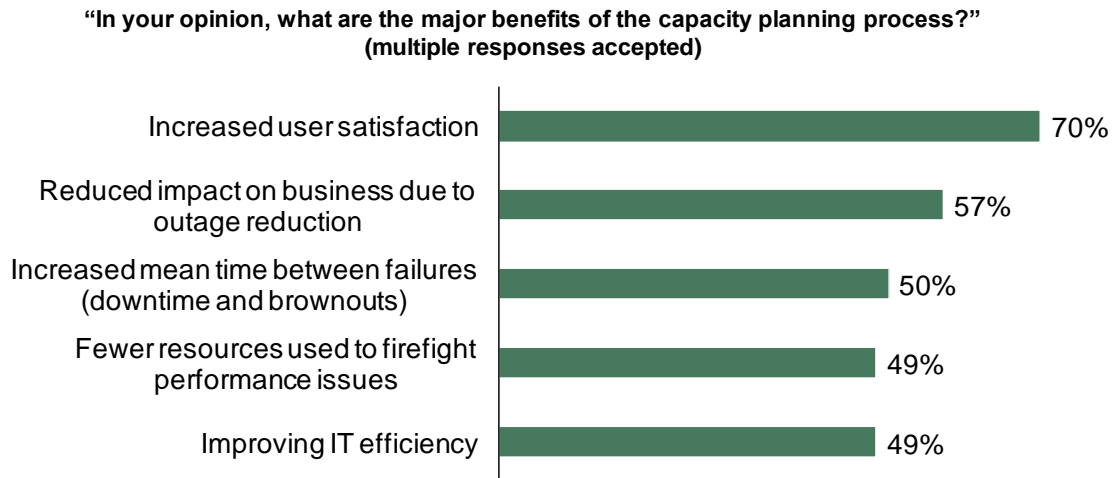 “In your opinion, what are the major benefits of the capacity planning process?”
(multiple responses accepted)
Increased user satisfaction
70%
Reduced impact on business due to
outage reduction
57%
Increased mean time between failures
(downtime and brownouts)
50%
Fewer resources used to firefight
performance issues
49%
Improving IT efficiency
49%